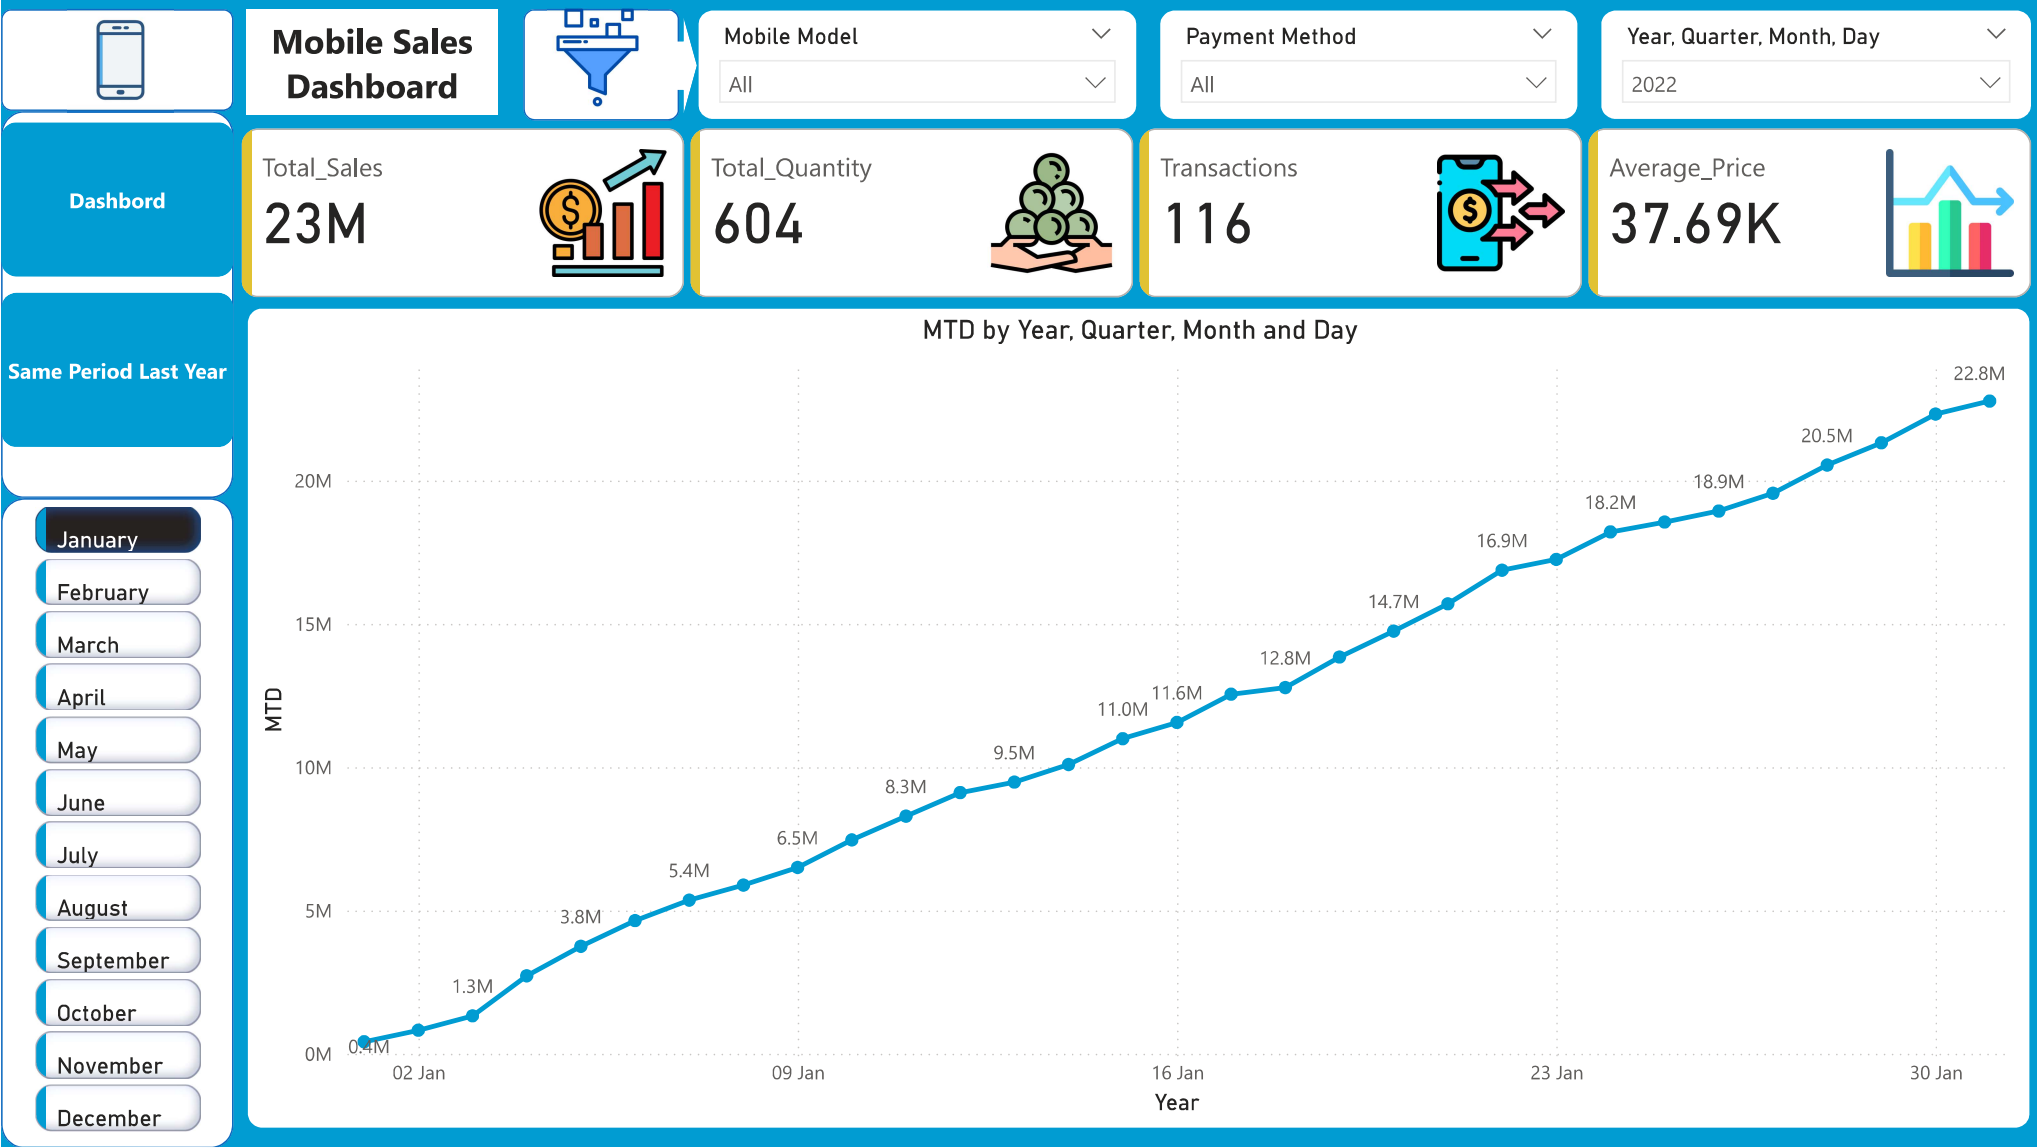 Mobile Sales
Dashboard
Mobile Model
All
Payment Method
All
Year, Quarter, Month, Day
2022
Dashbord
Same Period Last Year
Total_Sales
23M
Total_Quantity
604
Transactions
116
Average_Price
37.69K
January
February
March
April
May
June
July
August
September
October
November
December
MTD by Year, Quarter, Month and Day
MTD
20M
15M
10M
5M
0M
0.4M
1.3M
3.8M
5.4M
6.5M
8.3M
9.5M
11.0M
11.6M
12.8M
14.7M
16.9M
18.2M
18.9M
20.5M
22.8M
02 Jan
09 Jan
16 Jan
23 Jan
30 Jan
Year